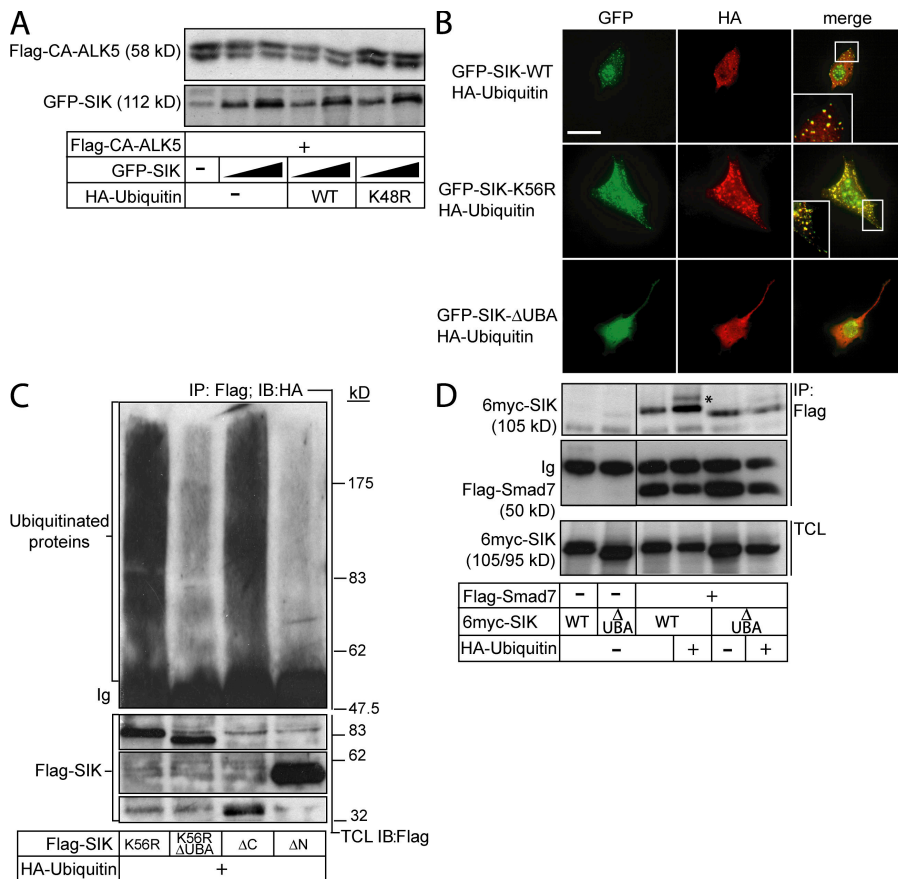 A
Flag-CA-ALK5 (58 kD)
GFP-SIK (112 kD)
Flag-CA-ALK5 +
GFP-SIK –
HA-Ubiquitin – WT K48R
B
GFP HA merge
GFP-SIK-WT
HA-Ubiquitin
GFP-SIK-K56R
HA-Ubiquitin
GFP-SIK-ΔUBA
HA-Ubiquitin
C
IP: Flag; IB:HA
kD
175
Ubiquitinated
proteins
83
62
Ig
47.5
83
62
Flag-SIK
32
TCL IB:Flag
Flag-SIK K56R K56R ΔUBA ΔC ΔN
HA-Ubiquitin +
D
6myc-SIK
(105 kD)
*
IP:
Flag
Ig
Flag-Smad7
(50 kD)
6myc-SIK
(105/95 kD)
TCL
Flag-Smad7 – – +
6myc-SIK WT Δ UBA WT Δ UBA
HA-Ubiquitin – + – +